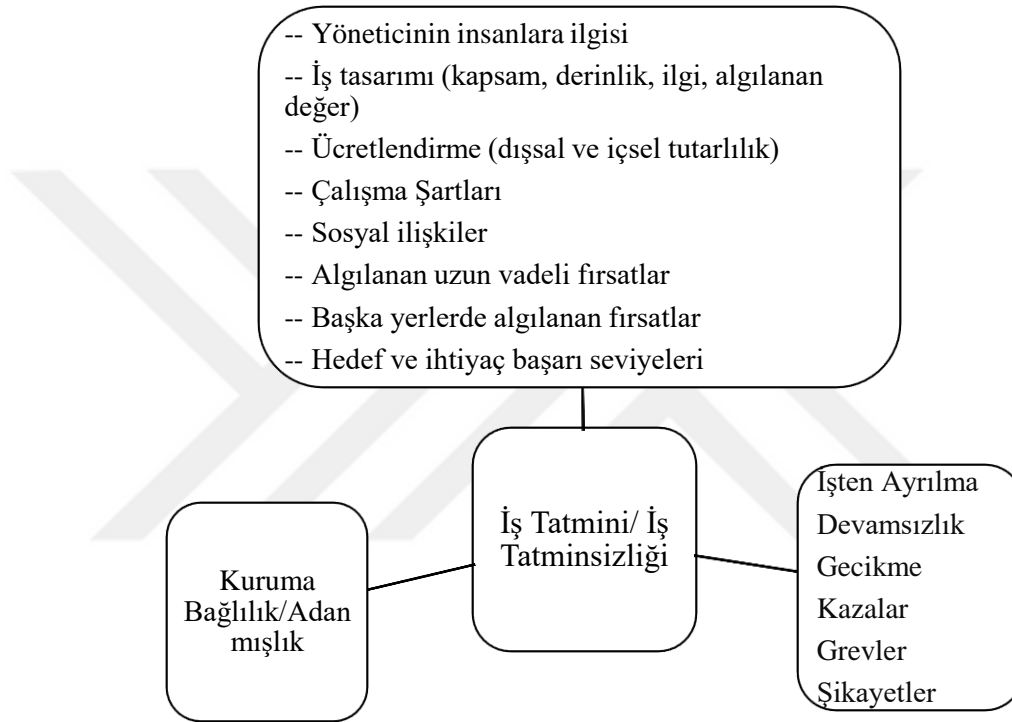 -- Yöneticinin insanlara ilgisi
-- İş tasarımı (kapsam, derinlik, ilgi, algılanan
değer)
-- Ücretlendirme (dışsal ve içsel tutarlılık)
-- Çalışma Şartları
-- Sosyal ilişkiler
-- Algılanan uzun vadeli fırsatlar
-- Başka yerlerde algılanan fırsatlar
-- Hedef ve ihtiyaç başarı seviyeleri
Kuruma
Bağlılık/Adan
mışlık
İş Tatmini/ İş
Tatminsizliği
İşten Ayrılma
Devamsızlık
Gecikme
Kazalar
Grevler
Şikayetler